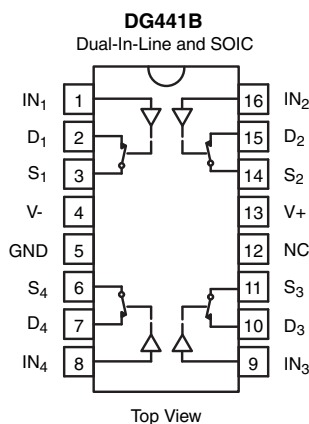 DG441B
Dual-In-Line and SOIC
IN1 1 16 IN2
D1 2 15 D2
S1 3 14 S2
V- 4 13 V+
GND 5 12 NC
S4 6 11 S3
D4 7 10 D3
IN4 8 9 IN3
Top View